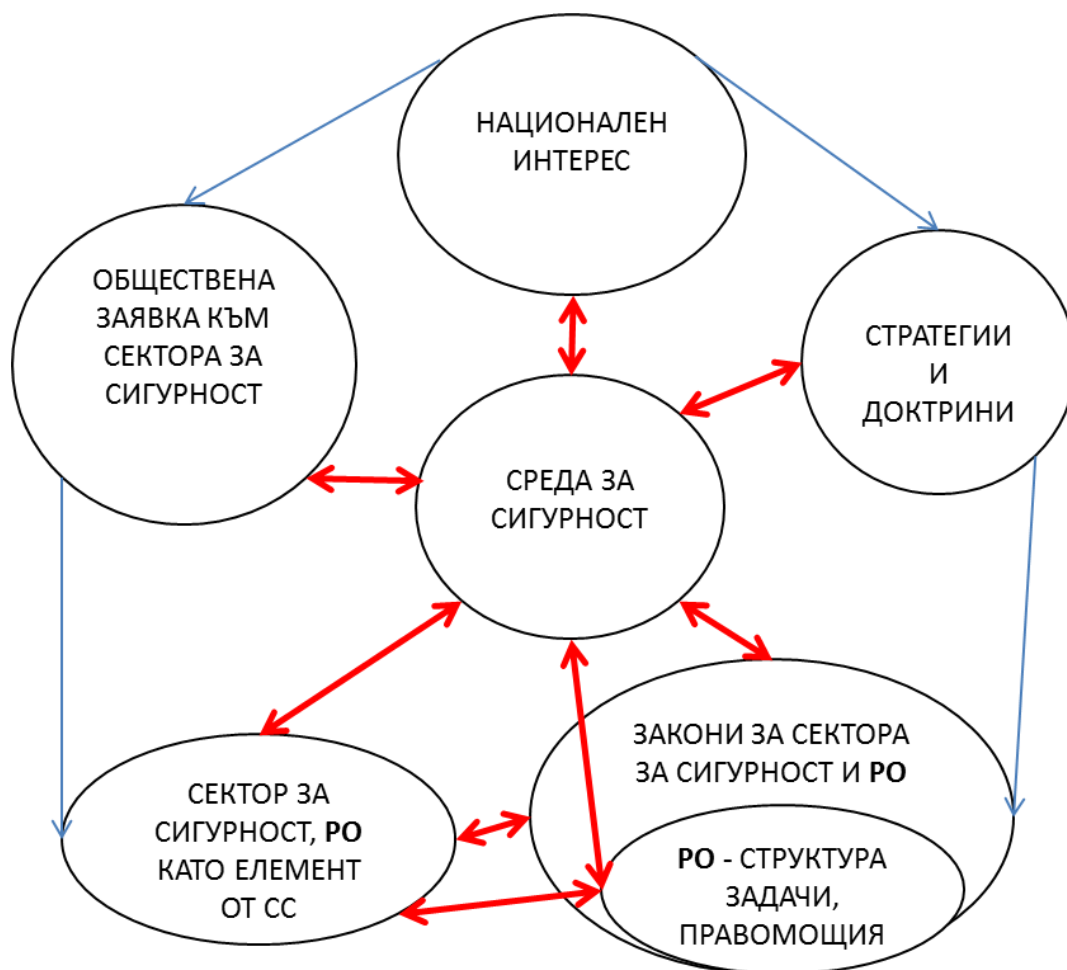 НАЦИОНАЛЕН
ИНТЕРЕС
ОБЩЕСТВЕНА
ЗАЯВКА КЪМ
СЕКТОРА ЗА
СИГУРНОСТ
СТРАТЕГИИ
И
ДОКТРИНИ
СРЕДА ЗА
СИГУРНОСТ
СЕКТОР ЗА
СИГУРНОСТ, РО
КАТО ЕЛЕМЕНТ
ОТ СС
ЗАКОНИ ЗА СЕКТОРА
ЗА СИГУРНОСТ И РО
РО - СТРУКТУРА
ЗАДАЧИ,
ПРАВОМОЩИЯ